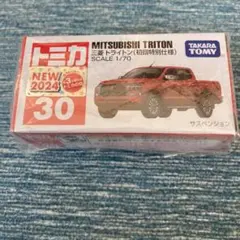 トミカ
MITSUBISHI TRITON
三菱 トライトン(初回特別仕様)
SCALE 1/70
TAKARA TOMY
NEW!
2024
30
サスペンション